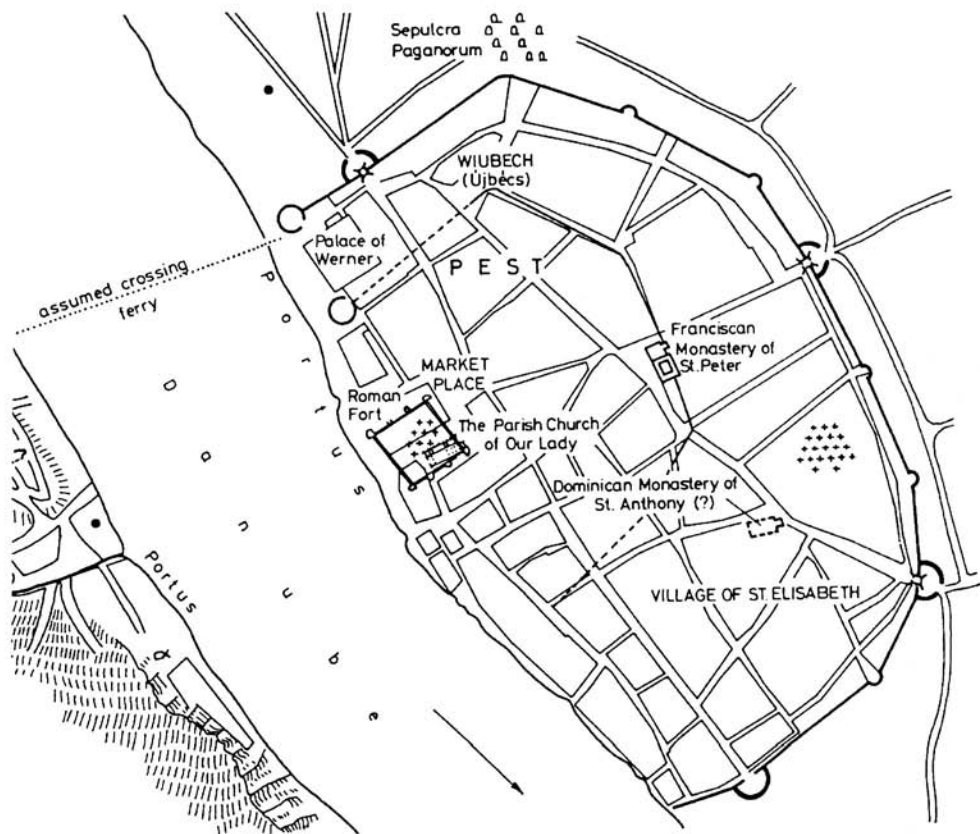 Sepulcra
Paganorum
WIUBECH
(Újbécs)
Palace of
Werner
PEST
assumed crossing
ferry
Portus
Danube
Franciscan
Monastery of
St. Peter
MARKET
PLACE
Roman
Fort
The Parish Church
of Our Lady
Dominican Monastery of
St. Anthony (?)
Portus
VILLAGE OF ST. ELISABETH